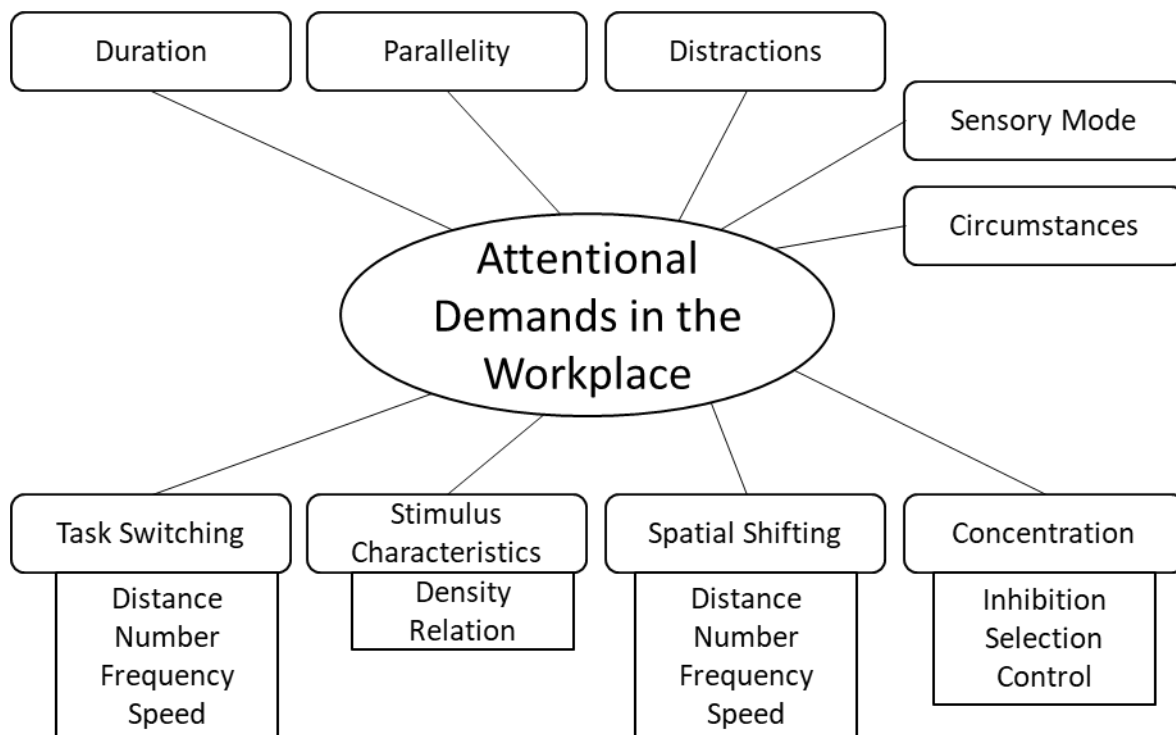 Duration
Parallelity
Distractions
Sensory Mode
Circumstances
Attentional
Demands in the
Workplace
Task Switching
Distance
Number
Frequency
Speed
Stimulus
Characteristics
Density
Relation
Spatial Shifting
Distance
Number
Frequency
Speed
Concentration
Inhibition
Selection
Control